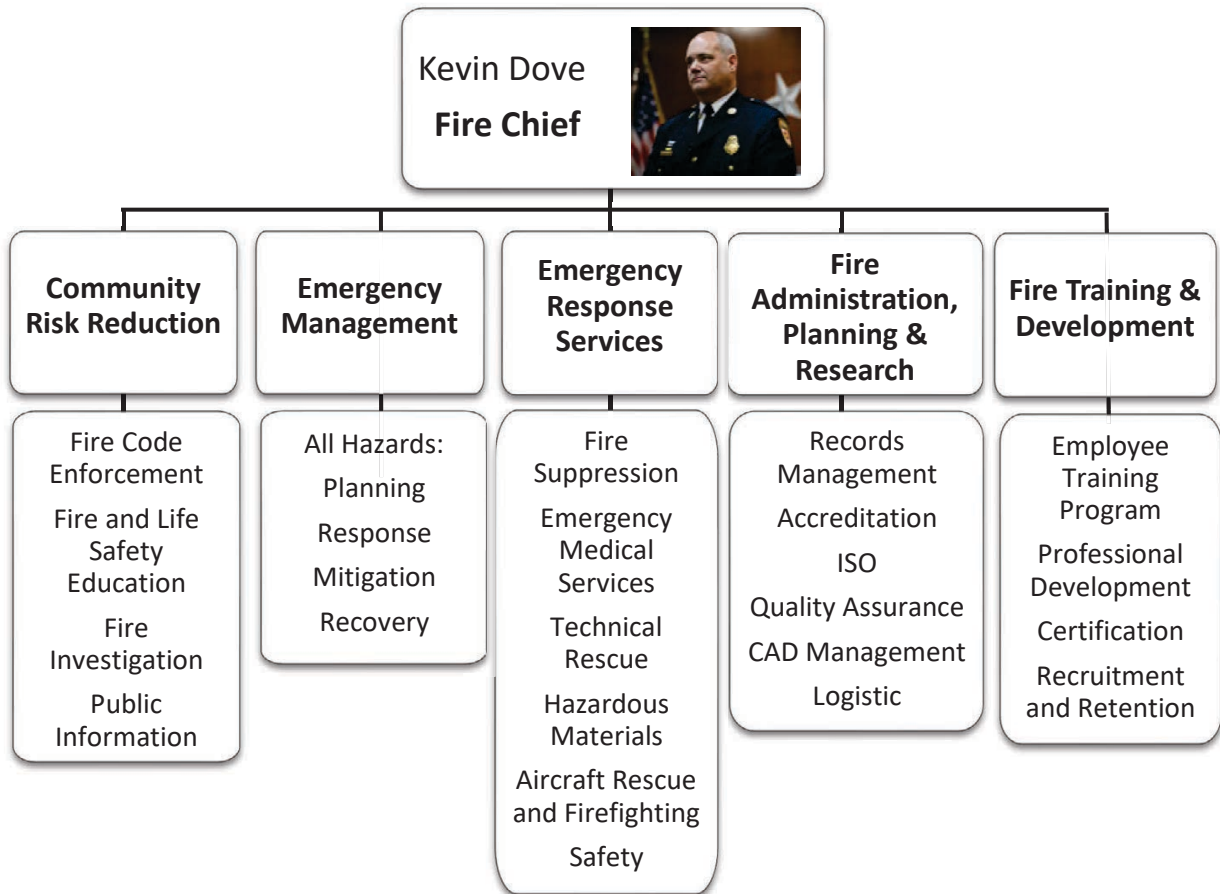 Kevin Dove
Fire Chief
Community
Risk Reduction
Emergency
Management
Emergency
Response
Services
Fire
Administration,
Planning &
Research
Fire Training &
Development
Fire Code
Enforcement
Fire and Life
Safety
Education
Fire
Investigation
Public
Information
All Hazards:
Planning
Response
Mitigation
Recovery
Fire
Suppression
Emergency
Medical
Services
Technical
Rescue
Hazardous
Materials
Aircraft Rescue
and Firefighting
Safety
Records
Management
Accreditation
ISO
Quality Assurance
CAD Management
Logistic
Employee
Training
Program
Professional
Development
Certification
Recruitment
and Retention